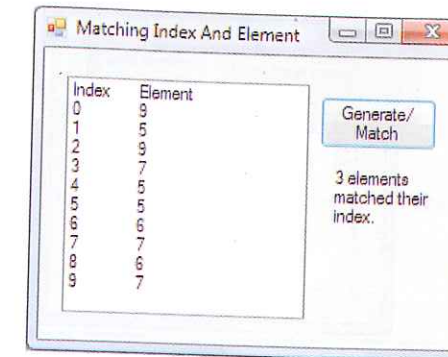 Matching Index And Element
Index Element
0 9
1 5
2 9
3 7
4 5
5 5
6 6
7 7
8 6
9 7
Generate/
Match
3 elements
matched their
index.